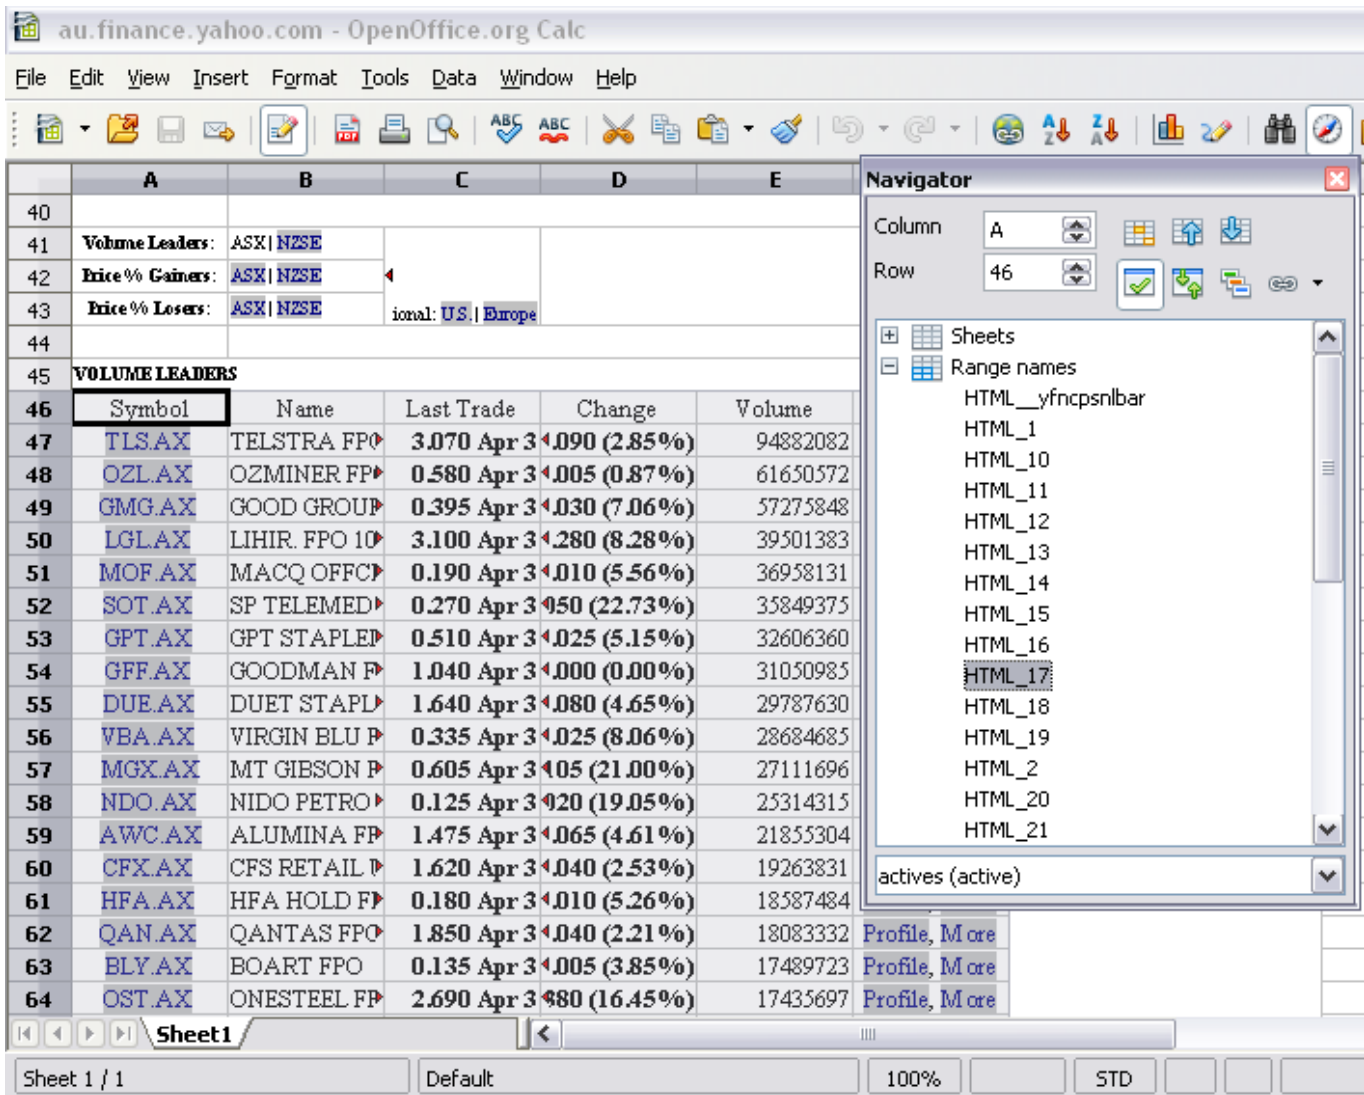 au.finance.yahoo.com - OpenOffice.org Calc
File Edit View Insert Format Tools Data Window Help
A B C D E
Navigator
Column A
Row 46
Sheets
Range names
HTML__yfncpsnlbar
HTML_1
HTML_10
HTML_11
HTML_12
HTML_13
HTML_14
HTML_15
HTML_16
HTML_17
HTML_18
HTML_19
HTML_2
HTML_20
HTML_21
actives (active)
40
41 Volume Leaders: ASX | NZSE
42 Price % Gainers: ASX | NZSE
43 Price % Losers: ASX | NZSE ional: U.S. | Europe
44
45 VOLUME LEADERS
46 Symbol Name Last Trade Change Volume
47 TLS.AX TELSTRA FPO 3.070 Apr 3 .090 (2.85%) 94882082
48 OZL.AX OZMINER FP 0.580 Apr 3 .005 (0.87%) 61650572
49 GMG.AX GOOD GROUP 0.395 Apr 3 .030 (7.06%) 57275848
50 LGL.AX LIHIR. FPO 10 3.100 Apr 3 .280 (8.28%) 39501383
51 MOF.AX MACQ OFFC 0.190 Apr 3 .010 (5.56%) 36958131
52 SOT.AX SP TELEMED 0.270 Apr 3 050 (22.73%) 35849375
53 GPT.AX GPT STAPLE 0.510 Apr 3 .025 (5.15%) 32606360
54 GFF.AX GOODMAN F 1.040 Apr 3 .000 (0.00%) 31050985
55 DUE.AX DUET STAPL 1.640 Apr 3 .080 (4.65%) 29787630
56 VBA.AX VIRGIN BLU F 0.335 Apr 3 .025 (8.06%) 28684685
57 MGX.AX MT GIBSON F 0.605 Apr 3 105 (21.00%) 27111696
58 NDO.AX NIDO PETRO 0.125 Apr 3 020 (19.05%) 25314315
59 AWC.AX ALUMINA FP 1.475 Apr 3 .065 (4.61%) 21855304
60 CFX.AX CFS RETAIL 1.620 Apr 3 .040 (2.53%) 19263831
61 HFA.AX HFA HOLD FP 0.180 Apr 3 .010 (5.26%) 18587484
62 QAN.AX QANTAS FPO 1.850 Apr 3 .040 (2.21%) 18083332 Profile, More
63 BLY.AX BOART FPO 0.135 Apr 3 .005 (3.85%) 17489723 Profile, More
64 OST.AX ONESTEEL FP 2.690 Apr 3 380 (16.45%) 17435697 Profile, More
Sheet1
Sheet 1 / 1 Default 100% STD